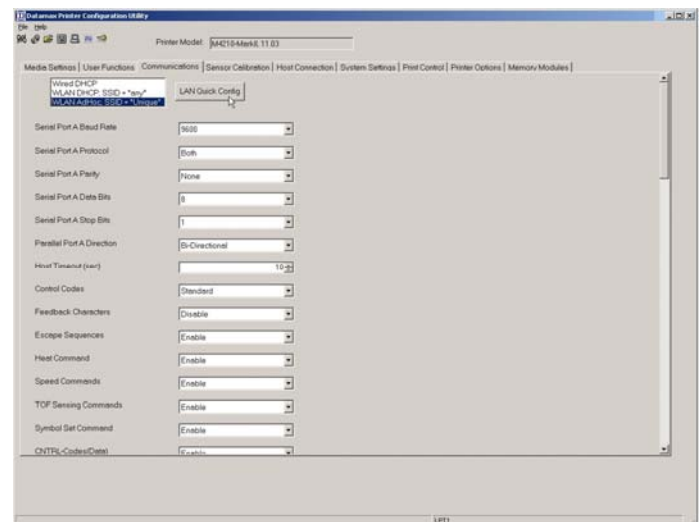 Datamax Printer Configuration Utility
File Help
Printer Model: M4210-MarkII, 11.03
Media Settings | User Functions | Communications | Sensor Calibration | Host Connection | System Settings | Print Control | Printer Options | Memory Modules |
Wired DHCP
WLAN DHCP, SSID = "any"
WLAN AdHoc, SSID = "Unique"
LAN Quick Config
Serial Port A Baud Rate 9600
Serial Port A Protocol Both
Serial Port A Parity None
Serial Port A Data Bits 8
Serial Port A Stop Bits 1
Parallel Port A Direction Bi-Directional
Host Timeout (sec) 10
Control Codes Standard
Feedback Characters Disable
Escape Sequences Enable
Heat Command Enable
Speed Commands Enable
TOF Sensing Commands Enable
Symbol Set Command Enable
CNTRL-Codes(Data) Enable
LPT1